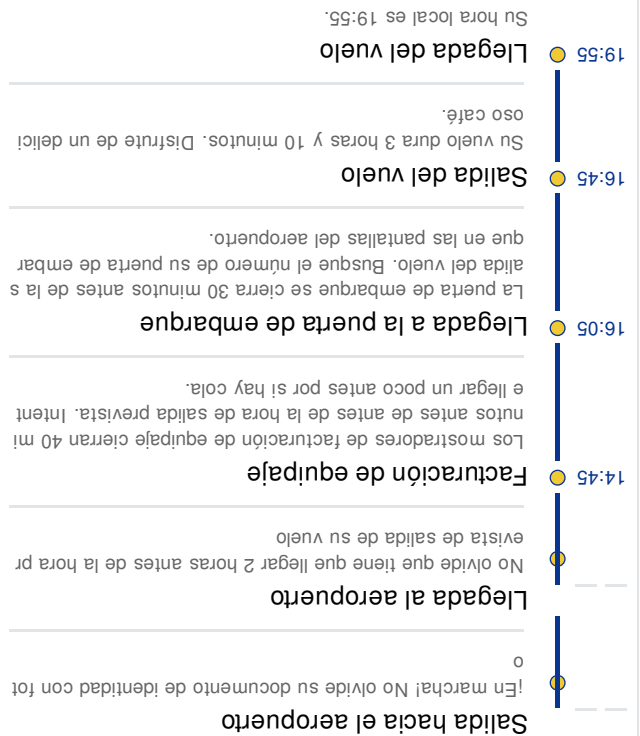 Salida hacia el aeropuerto
¡En marcha! No olvide su documento de identidad con fot
o
Llegada al aeropuerto
No olvide que tiene que llegar 2 horas antes de la hora pr
evista de salida de su vuelo
14:45
Facturación de equipaje
Los mostradores de facturación de equipaje cierran 40 mi
nutos antes de antes de la hora de salida prevista. Intent
e llegar un poco antes por si hay cola.
16:05
Llegada a la puerta de embarque
La puerta de embarque se cierra 30 minutos antes de la s
alida del vuelo. Busque el número de su puerta de embar
que en las pantallas del aeropuerto.
16:45
Salida del vuelo
Su vuelo dura 3 horas y 10 minutos. Disfrute de un delici
oso café.
19:55
Llegada del vuelo
Su hora local es 19:55.